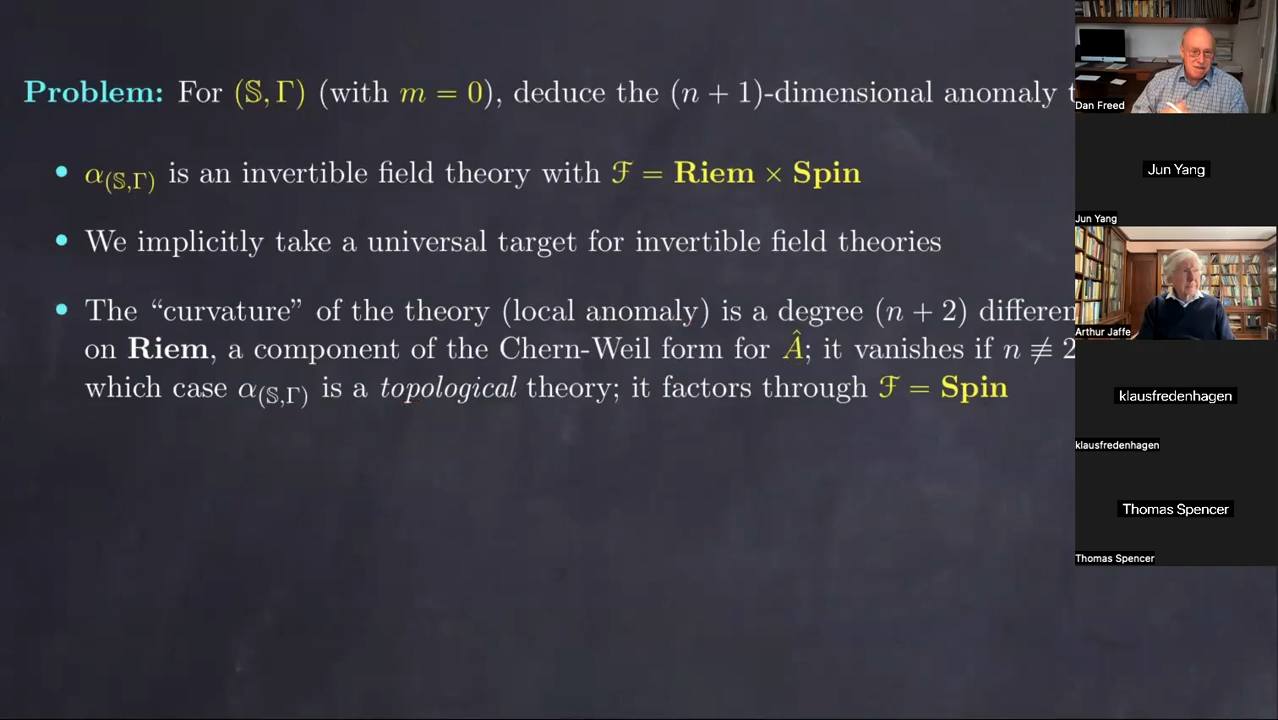 Problem: For (𝕊, Γ) (with m = 0), deduce the (n + 1)-dimensional anomaly
• α(𝕊,Γ) is an invertible field theory with ℱ = Riem × Spin
• We implicitly take a universal target for invertible field theories
• The “curvature” of the theory (local anomaly) is a degree (n + 2)
on Riem, a component of the Chern-Weil form for Â; it vanishes if n ≢ 2
which case α(𝕊,Γ) is a topological theory; it factors through ℱ = Spin
Dan Freed
Jun Yang
Jun Yang
Arthur Jaffe
klausfredenhagen
klausfredenhagen
Thomas Spencer
Thomas Spencer